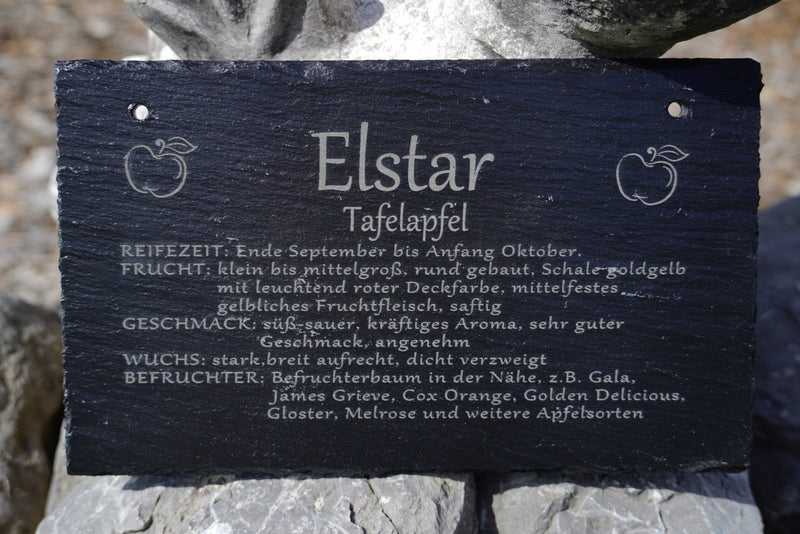 Elstar
Tafelapfel
REIFEZEIT: Ende September bis Anfang Oktober.
FRUCHT: klein bis mittelgroß, rund gebaut, Schale goldgelb
mit leuchtend roter Deckfarbe, mittelfestes,
gelbliches Fruchtfleisch, saftig
GESCHMACK: süß-sauer, kräftiges Aroma, sehr guter
Geschmack, angenehm
WUCHS: stark,breit aufrecht, dicht verzweigt
BEFRUCHTER: Befruchterbaum in der Nähe, z.B. Gala,
James Grieve, Cox Orange, Golden Delicious,
Gloster, Melrose und weitere Apfelsorten